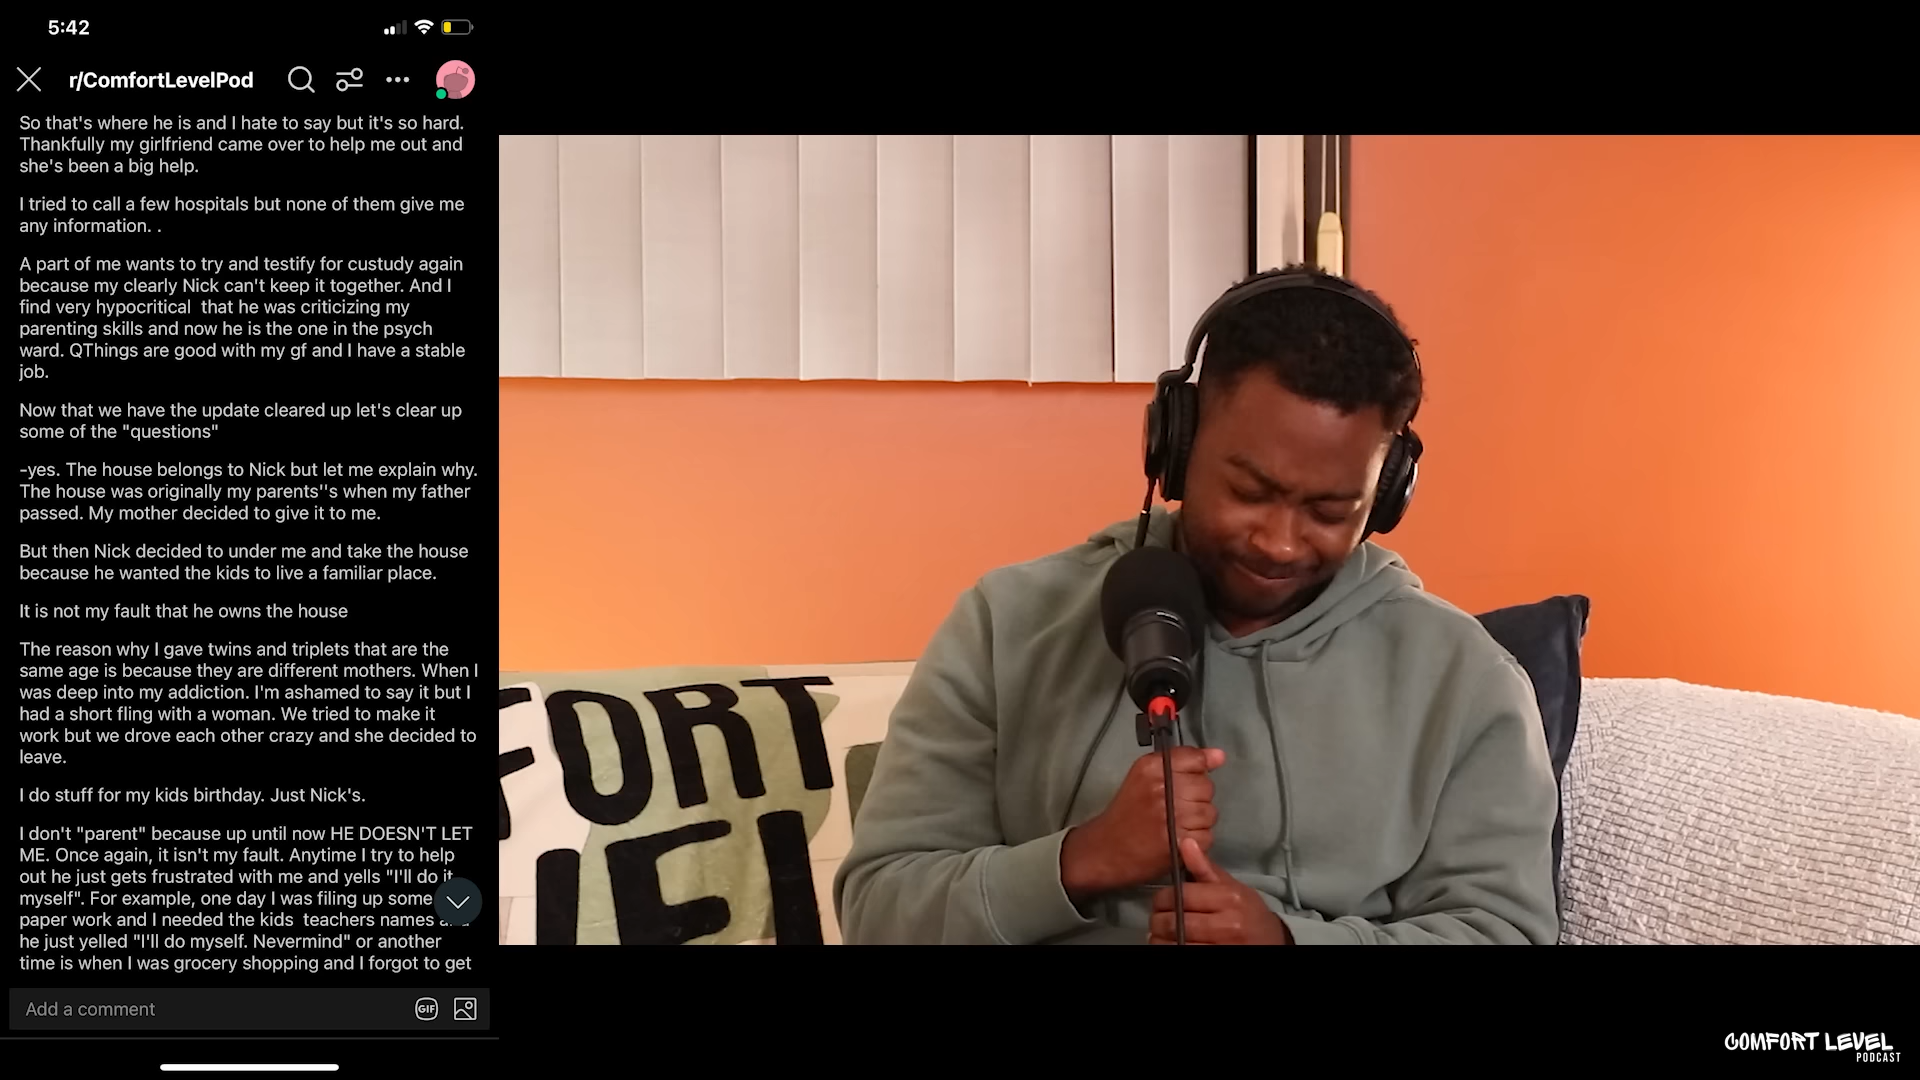 5:42
r/ComfortLevelPod
So that's where he is and I hate to say but it's so hard.
Thankfully my girlfriend came over to help me out and
she's been a big help.
I tried to call a few hospitals but none of them give me
any information. .
A part of me wants to try and testify for custudy again
because my clearly Nick can't keep it together. And I
find very hypocritical  that he was criticizing my
parenting skills and now he is the one in the psych
ward. QThings are good with my gf and I have a stable
job.
Now that we have the update cleared up let's clear up
some of the "questions"
-yes. The house belongs to Nick but let me explain why.
The house was originally my parents''s when my father
passed. My mother decided to give it to me.
But then Nick decided to under me and take the house
because he wanted the kids to live a familiar place.
It is not my fault that he owns the house
The reason why I gave twins and triplets that are the
same age is because they are different mothers. When I
was deep into my addiction. I'm ashamed to say it but I
had a short fling with a woman. We tried to make it
work but we drove each other crazy and she decided to
leave.
I do stuff for my kids birthday. Just Nick's.
I don't "parent" because up until now HE DOESN'T LET
ME. Once again, it isn't my fault. Anytime I try to help
out he just gets frustrated with me and yells "I'll do it
myself". For example, one day I was filing up some
paper work and I needed the kids  teachers names
he just yelled "I'll do myself. Nevermind" or another
time is when I was grocery shopping and I forgot to get
Add a comment
GIF
FORT
COMFORT LEVEL
PODCAST